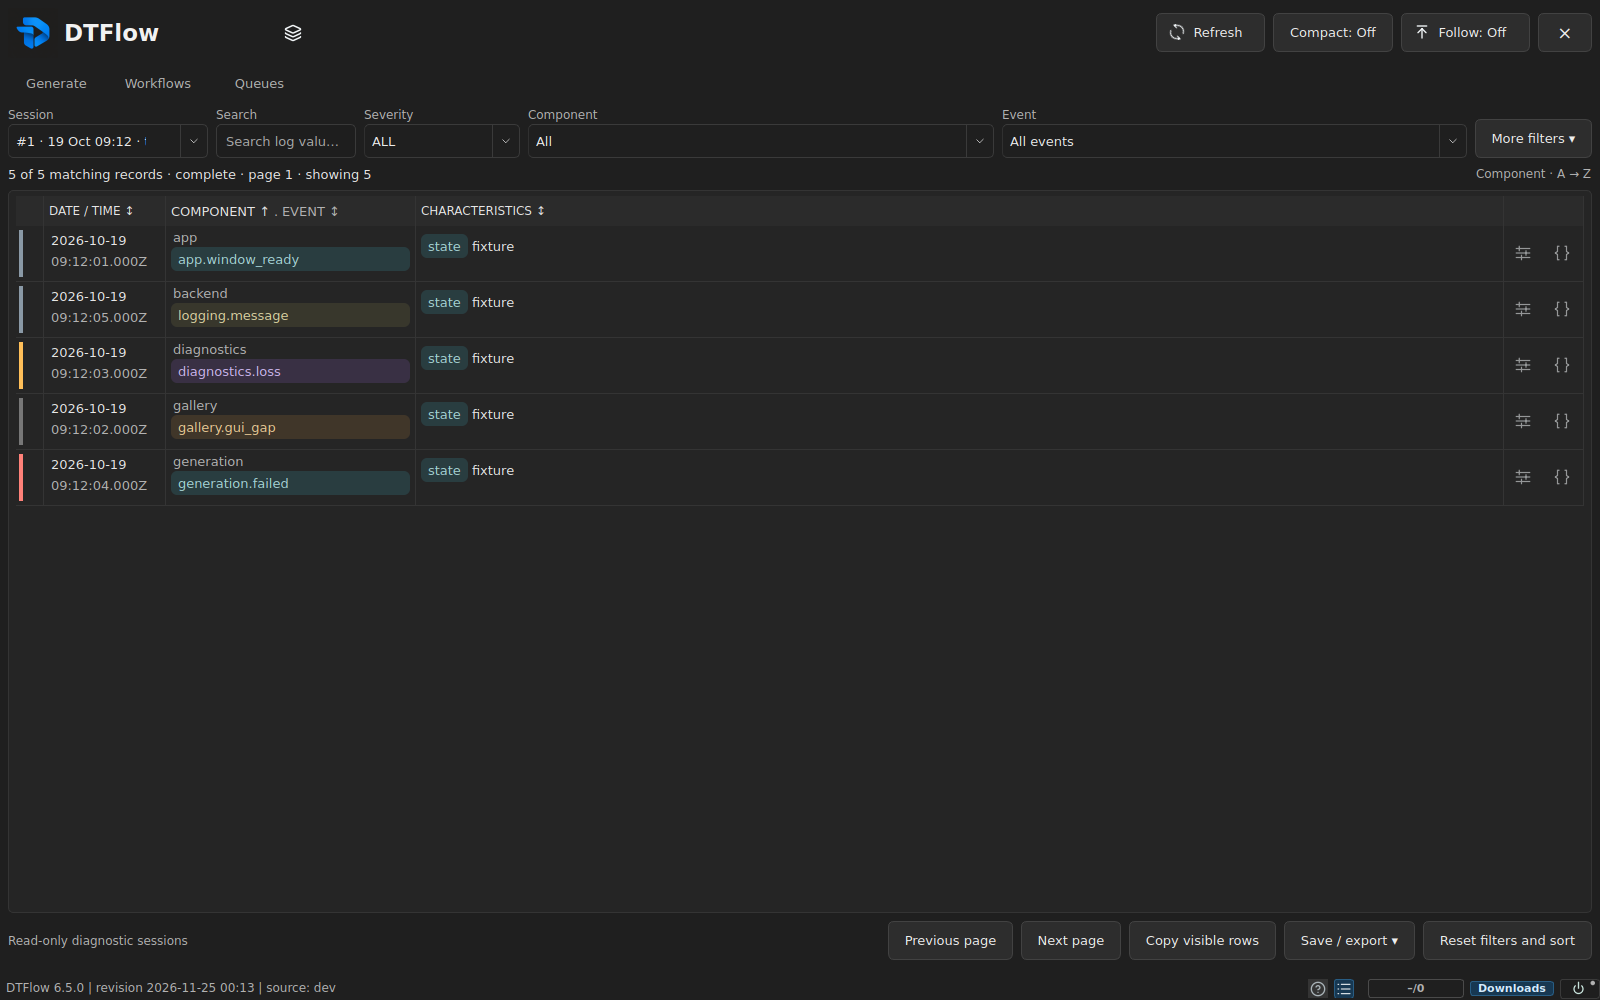 DTFlow
Refresh
Compact: Off
Follow: Off
Generate
Workflows
Queues
Session
Search
Severity
Component
Event
#1 · 19 Oct 09:12 ·
Search log valu...
ALL
All
All events
More filters ▾
5 of 5 matching records · complete · page 1 · showing 5
Component · A → Z
DATE / TIME ↕
COMPONENT ↑ . EVENT ↕
CHARACTERISTICS ↕
2026-10-19
09:12:01.000Z
app
app.window_ready
state fixture
{}
2026-10-19
09:12:05.000Z
backend
logging.message
state fixture
{}
2026-10-19
09:12:03.000Z
diagnostics
diagnostics.loss
state fixture
{}
2026-10-19
09:12:02.000Z
gallery
gallery.gui_gap
state fixture
{}
2026-10-19
09:12:04.000Z
generation
generation.failed
state fixture
{}
Read-only diagnostic sessions
Previous page
Next page
Copy visible rows
Save / export ▾
Reset filters and sort
DTFlow 6.5.0 | revision 2026-11-25 00:13 | source: dev
-/0
Downloads